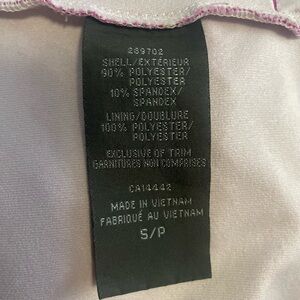 289702
SHELL/EXTÉRIEUR
90% POLYESTER/
POLYESTER
10% SPANDEX/
SPANDEX
LINING/DOUBLURE
100% POLYESTER/
POLYESTER
EXCLUSIVE OF TRIM
GARNITURES NON COMPRISES
CA14442
MADE IN VIETNAM
FABRIQUÉ AU VIETNAM
S/P